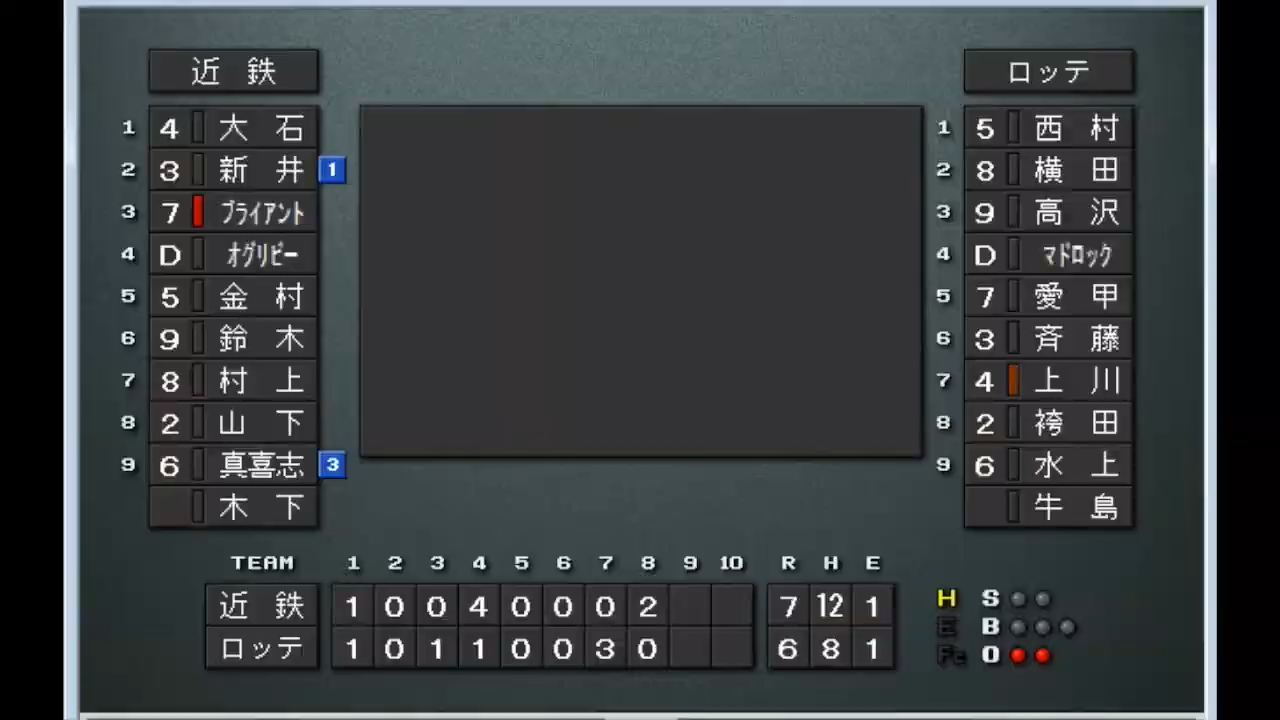 近 鉄
1 4 大 石
2 3 新 井 1
3 7 ブライアント
4 D オグリビー
5 5 金 村
6 9 鈴 木
7 8 村 上
8 2 山 下
9 6 真喜志 3
木 下
ロッテ
1 5 西 村
2 8 横 田
3 9 高 沢
4 D マドロック
5 7 愛 甲
6 3 斉 藤
7 4 上 川
8 2 袴 田
9 6 水 上
牛 島
TEAM 1 2 3 4 5 6 7 8 9 10 R H E
近 鉄 1 0 0 4 0 0 0 2 7 12 1
ロッテ 1 0 1 1 0 0 3 0 6 8 1
H S
E B
Fc O